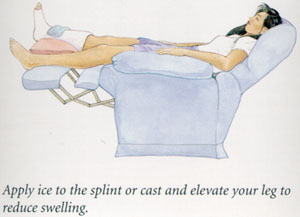 Apply ice to the splint or cast and elevate your leg to
reduce swelling.